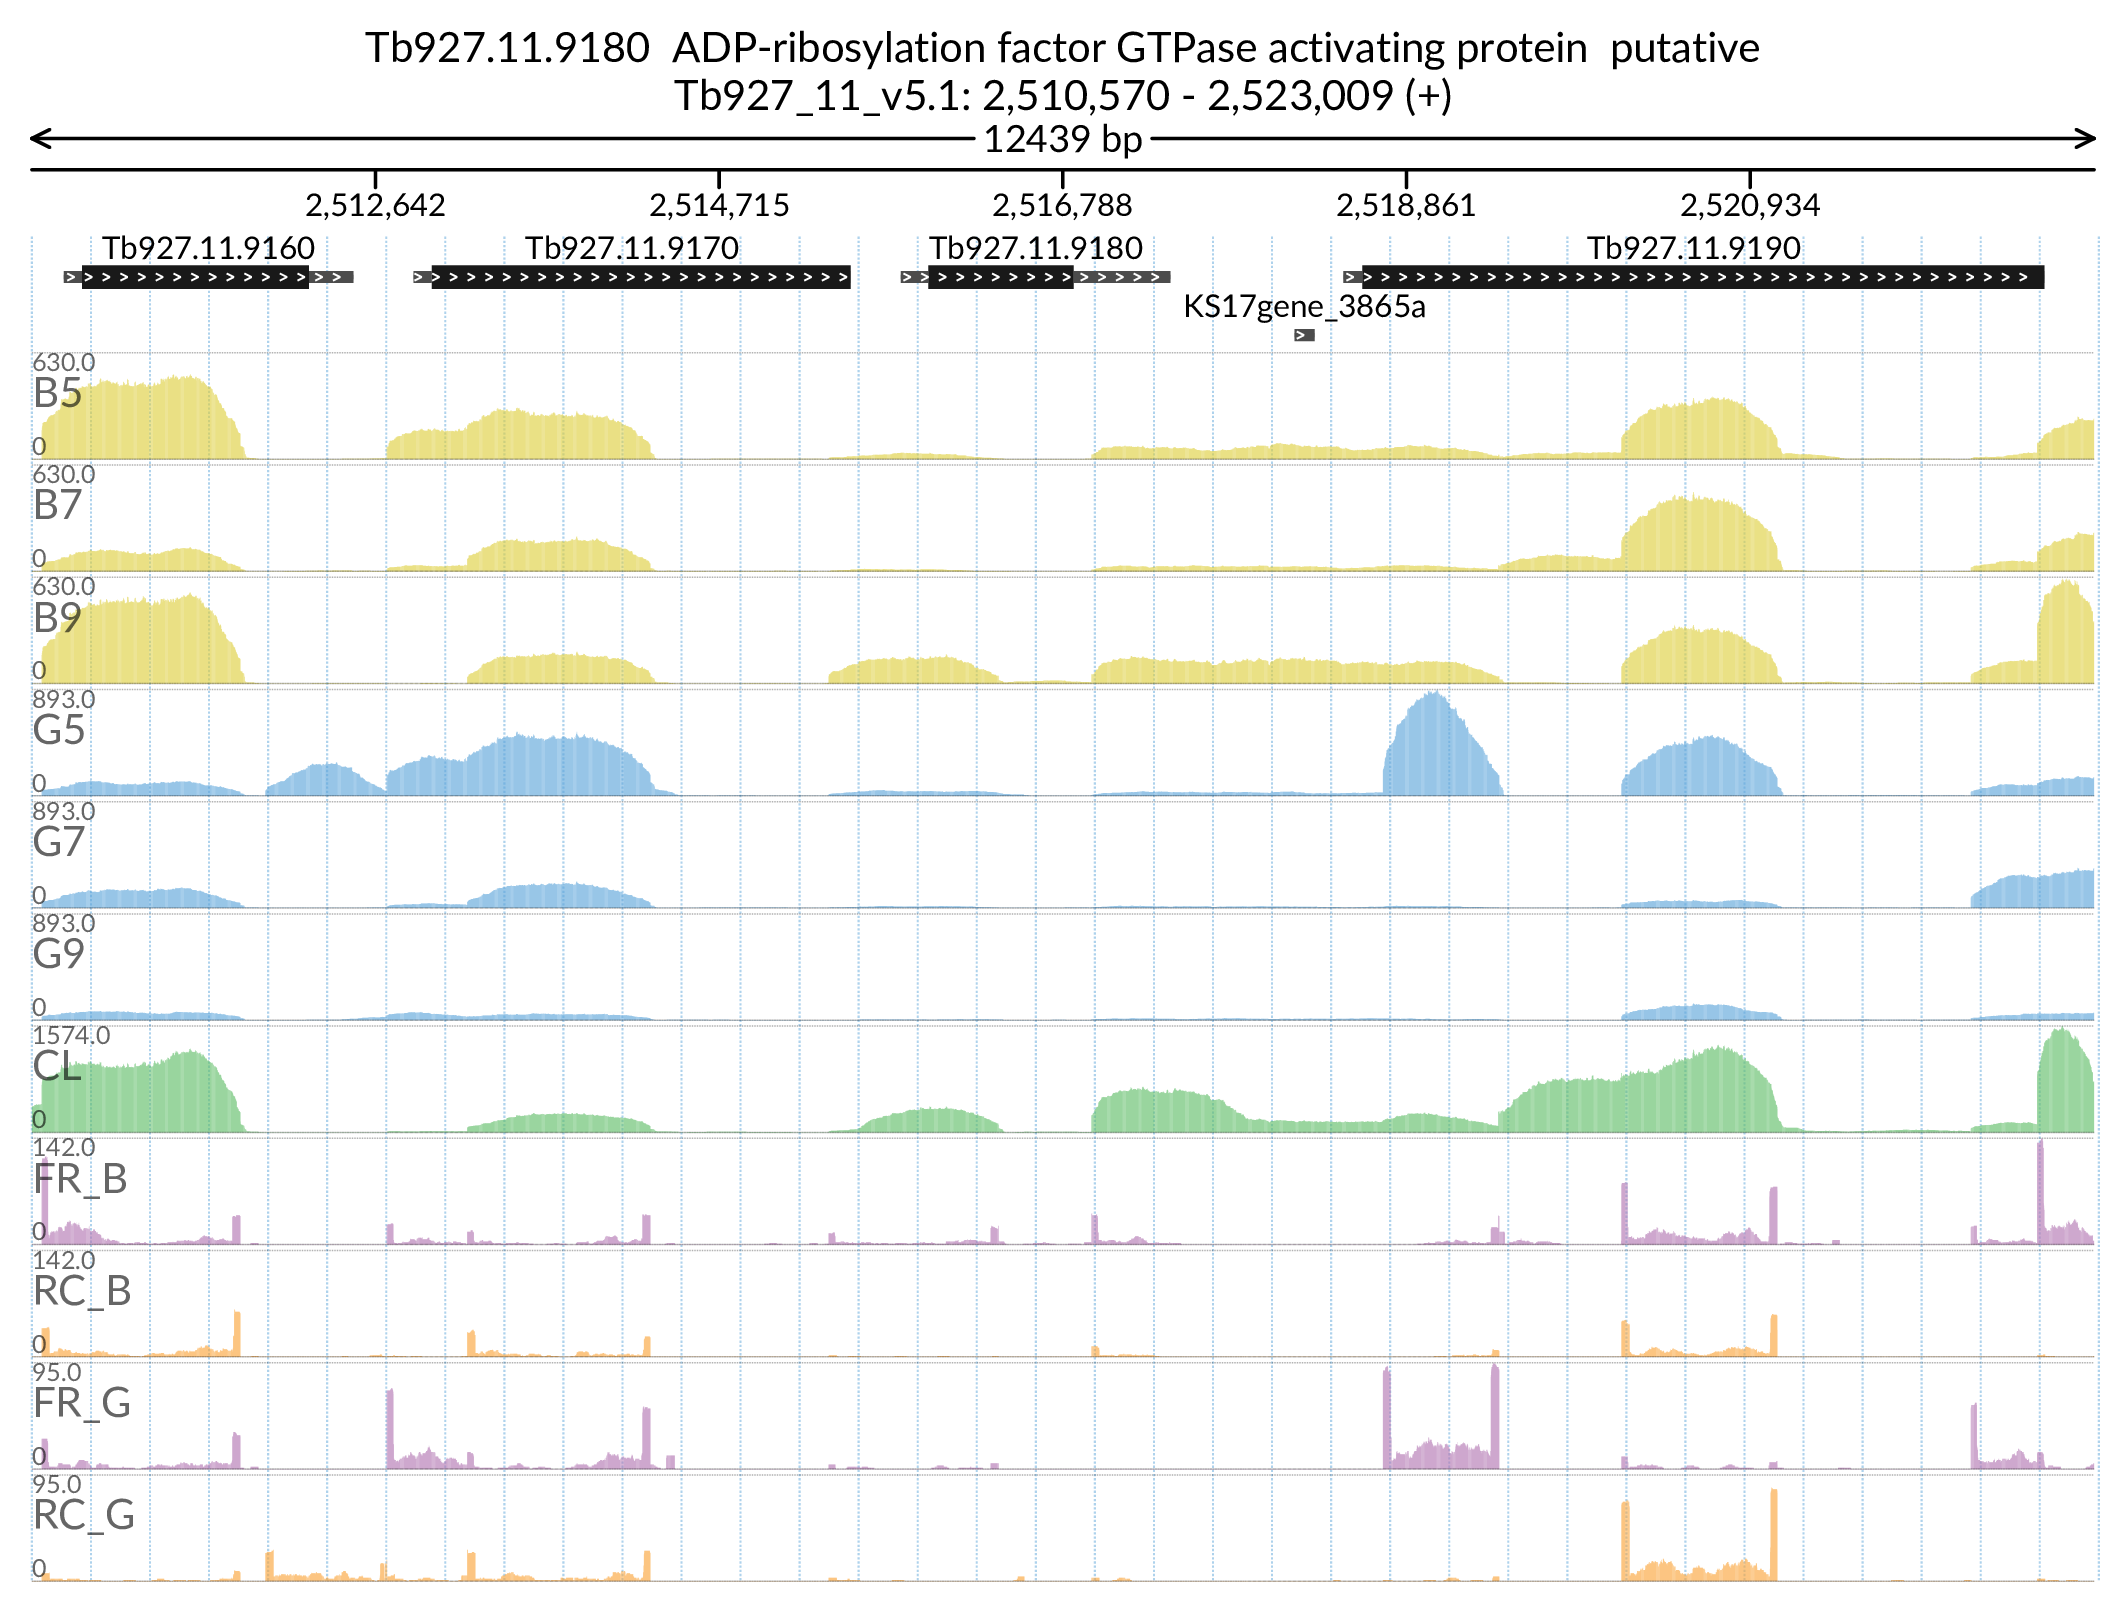 Tb927.11.9180  ADP-ribosylation factor GTPase activating protein  putative
Tb927_11_v5.1: 2,510,570 - 2,523,009 (+)
12439 bp
2,512,642 2,514,715 2,516,788 2,518,861 2,520,934
Tb927.11.9160 Tb927.11.9170 Tb927.11.9180 Tb927.11.9190
KS17gene_3865a
630.0
B5
0
630.0
B7
0
630.0
B9
0
893.0
G5
0
893.0
G7
0
893.0
G9
0
1574.0
CL
0
142.0
FR_B
0
142.0
RC_B
0
95.0
FR_G
0
95.0
RC_G
0